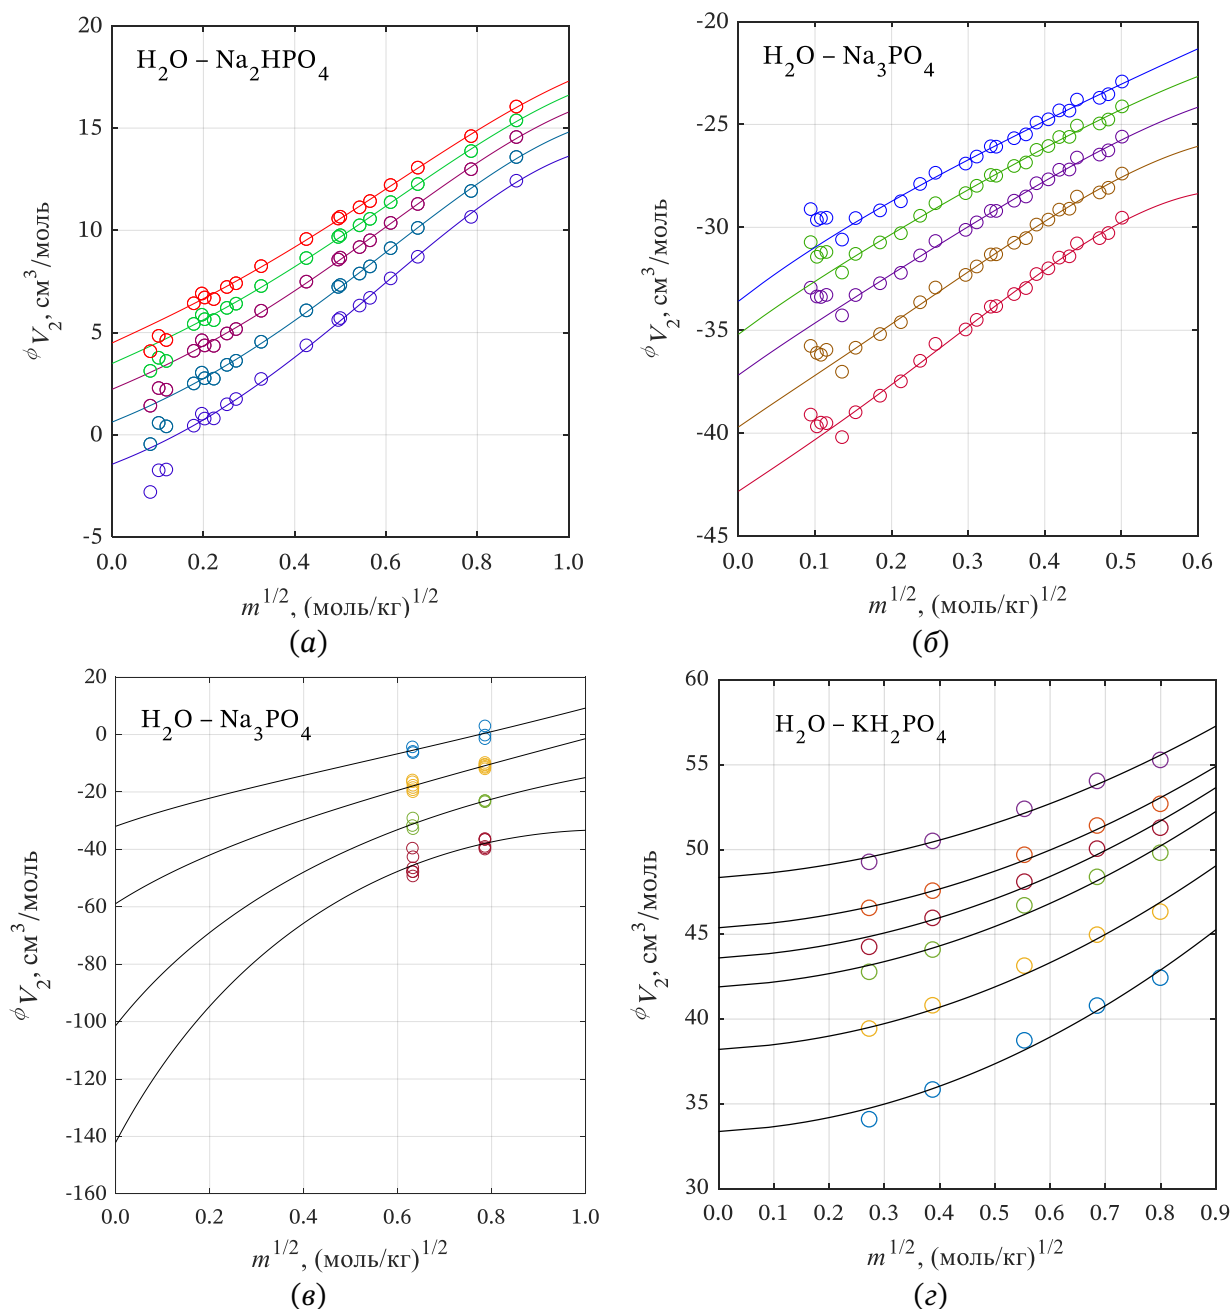 H₂O – Na₂HPO₄
ᵠV₂, см³/моль
20
15
10
5
0
-5
0.0 0.2 0.4 0.6 0.8 1.0
m^1/2, (моль/кг)^1/2
(а)
H₂O – Na₃PO₄
ᵠV₂, см³/моль
-20
-25
-30
-35
-40
-45
0.0 0.1 0.2 0.3 0.4 0.5 0.6
m^1/2, (моль/кг)^1/2
(б)
H₂O – Na₃PO₄
ᵠV₂, см³/моль
20
0
-20
-40
-60
-80
-100
-120
-140
-160
0.0 0.2 0.4 0.6 0.8 1.0
m^1/2, (моль/кг)^1/2
(в)
H₂O – KH₂PO₄
ᵠV₂, см³/моль
60
55
50
45
40
35
30
0.0 0.1 0.2 0.3 0.4 0.5 0.6 0.7 0.8 0.9
m^1/2, (моль/кг)^1/2
(г)